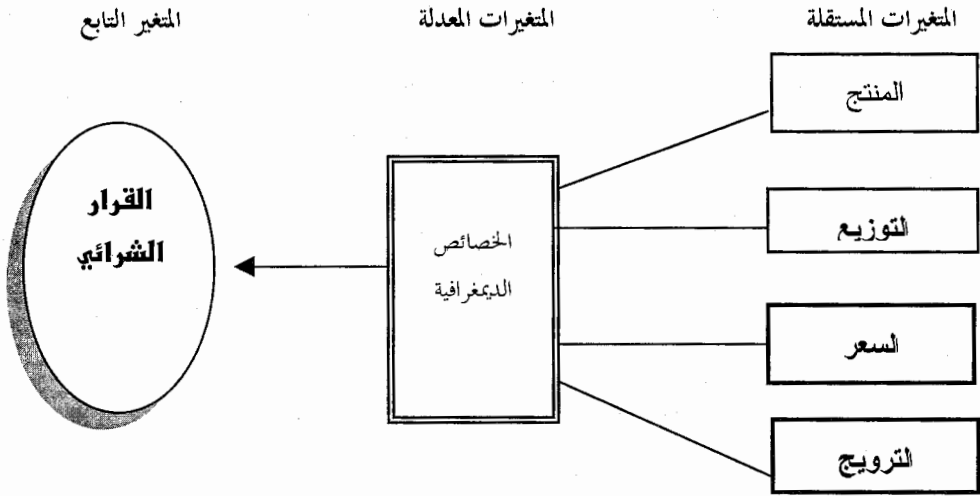 المتغيرات المستقلة
المتغيرات المعدلة
المتغير التابع
المنتج
التوزيع
السعر
الترويج
الخصائص
الديمغرافية
القرار
الشرائي